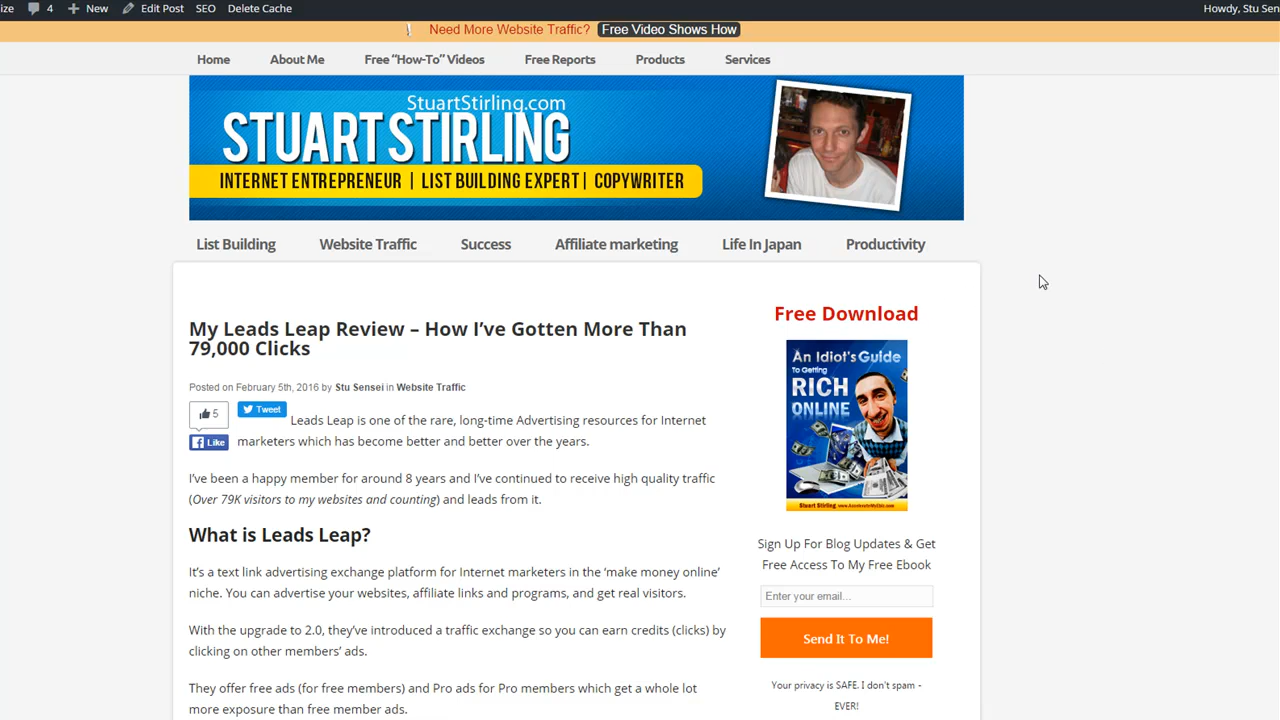 ize 4 New Edit Post SEO Delete Cache Howdy, Stu Sen
Need More Website Traffic? Free Video Shows How
Home About Me Free “How-To” Videos Free Reports Products Services
StuartStirling.com
STUART STIRLING
INTERNET ENTREPRENEUR | LIST BUILDING EXPERT | COPYWRITER
List Building Website Traffic Success Affiliate marketing Life In Japan Productivity
My Leads Leap Review – How I’ve Gotten More Than
79,000 Clicks
Posted on February 5th, 2016 by Stu Sensei in Website Traffic
5
Like
Tweet
Leads Leap is one of the rare, long-time Advertising resources for Internet
marketers which has become better and better over the years.
I’ve been a happy member for around 8 years and I’ve continued to receive high quality traffic
(Over 79K visitors to my websites and counting) and leads from it.
What is Leads Leap?
It’s a text link advertising exchange platform for Internet marketers in the ‘make money online’
niche. You can advertise your websites, affiliate links and programs, and get real visitors.
With the upgrade to 2.0, they’ve introduced a traffic exchange so you can earn credits (clicks) by
clicking on other members’ ads.
They offer free ads (for free members) and Pro ads for Pro members which get a whole lot
more exposure than free member ads.
Free Download
An Idiot's Guide
To Getting
RICH
ONLINE
Stuart Stirling
Sign Up For Blog Updates & Get
Free Access To My Free Ebook
Enter your email...
Send It To Me!
Your privacy is SAFE. I don't spam -
EVER!